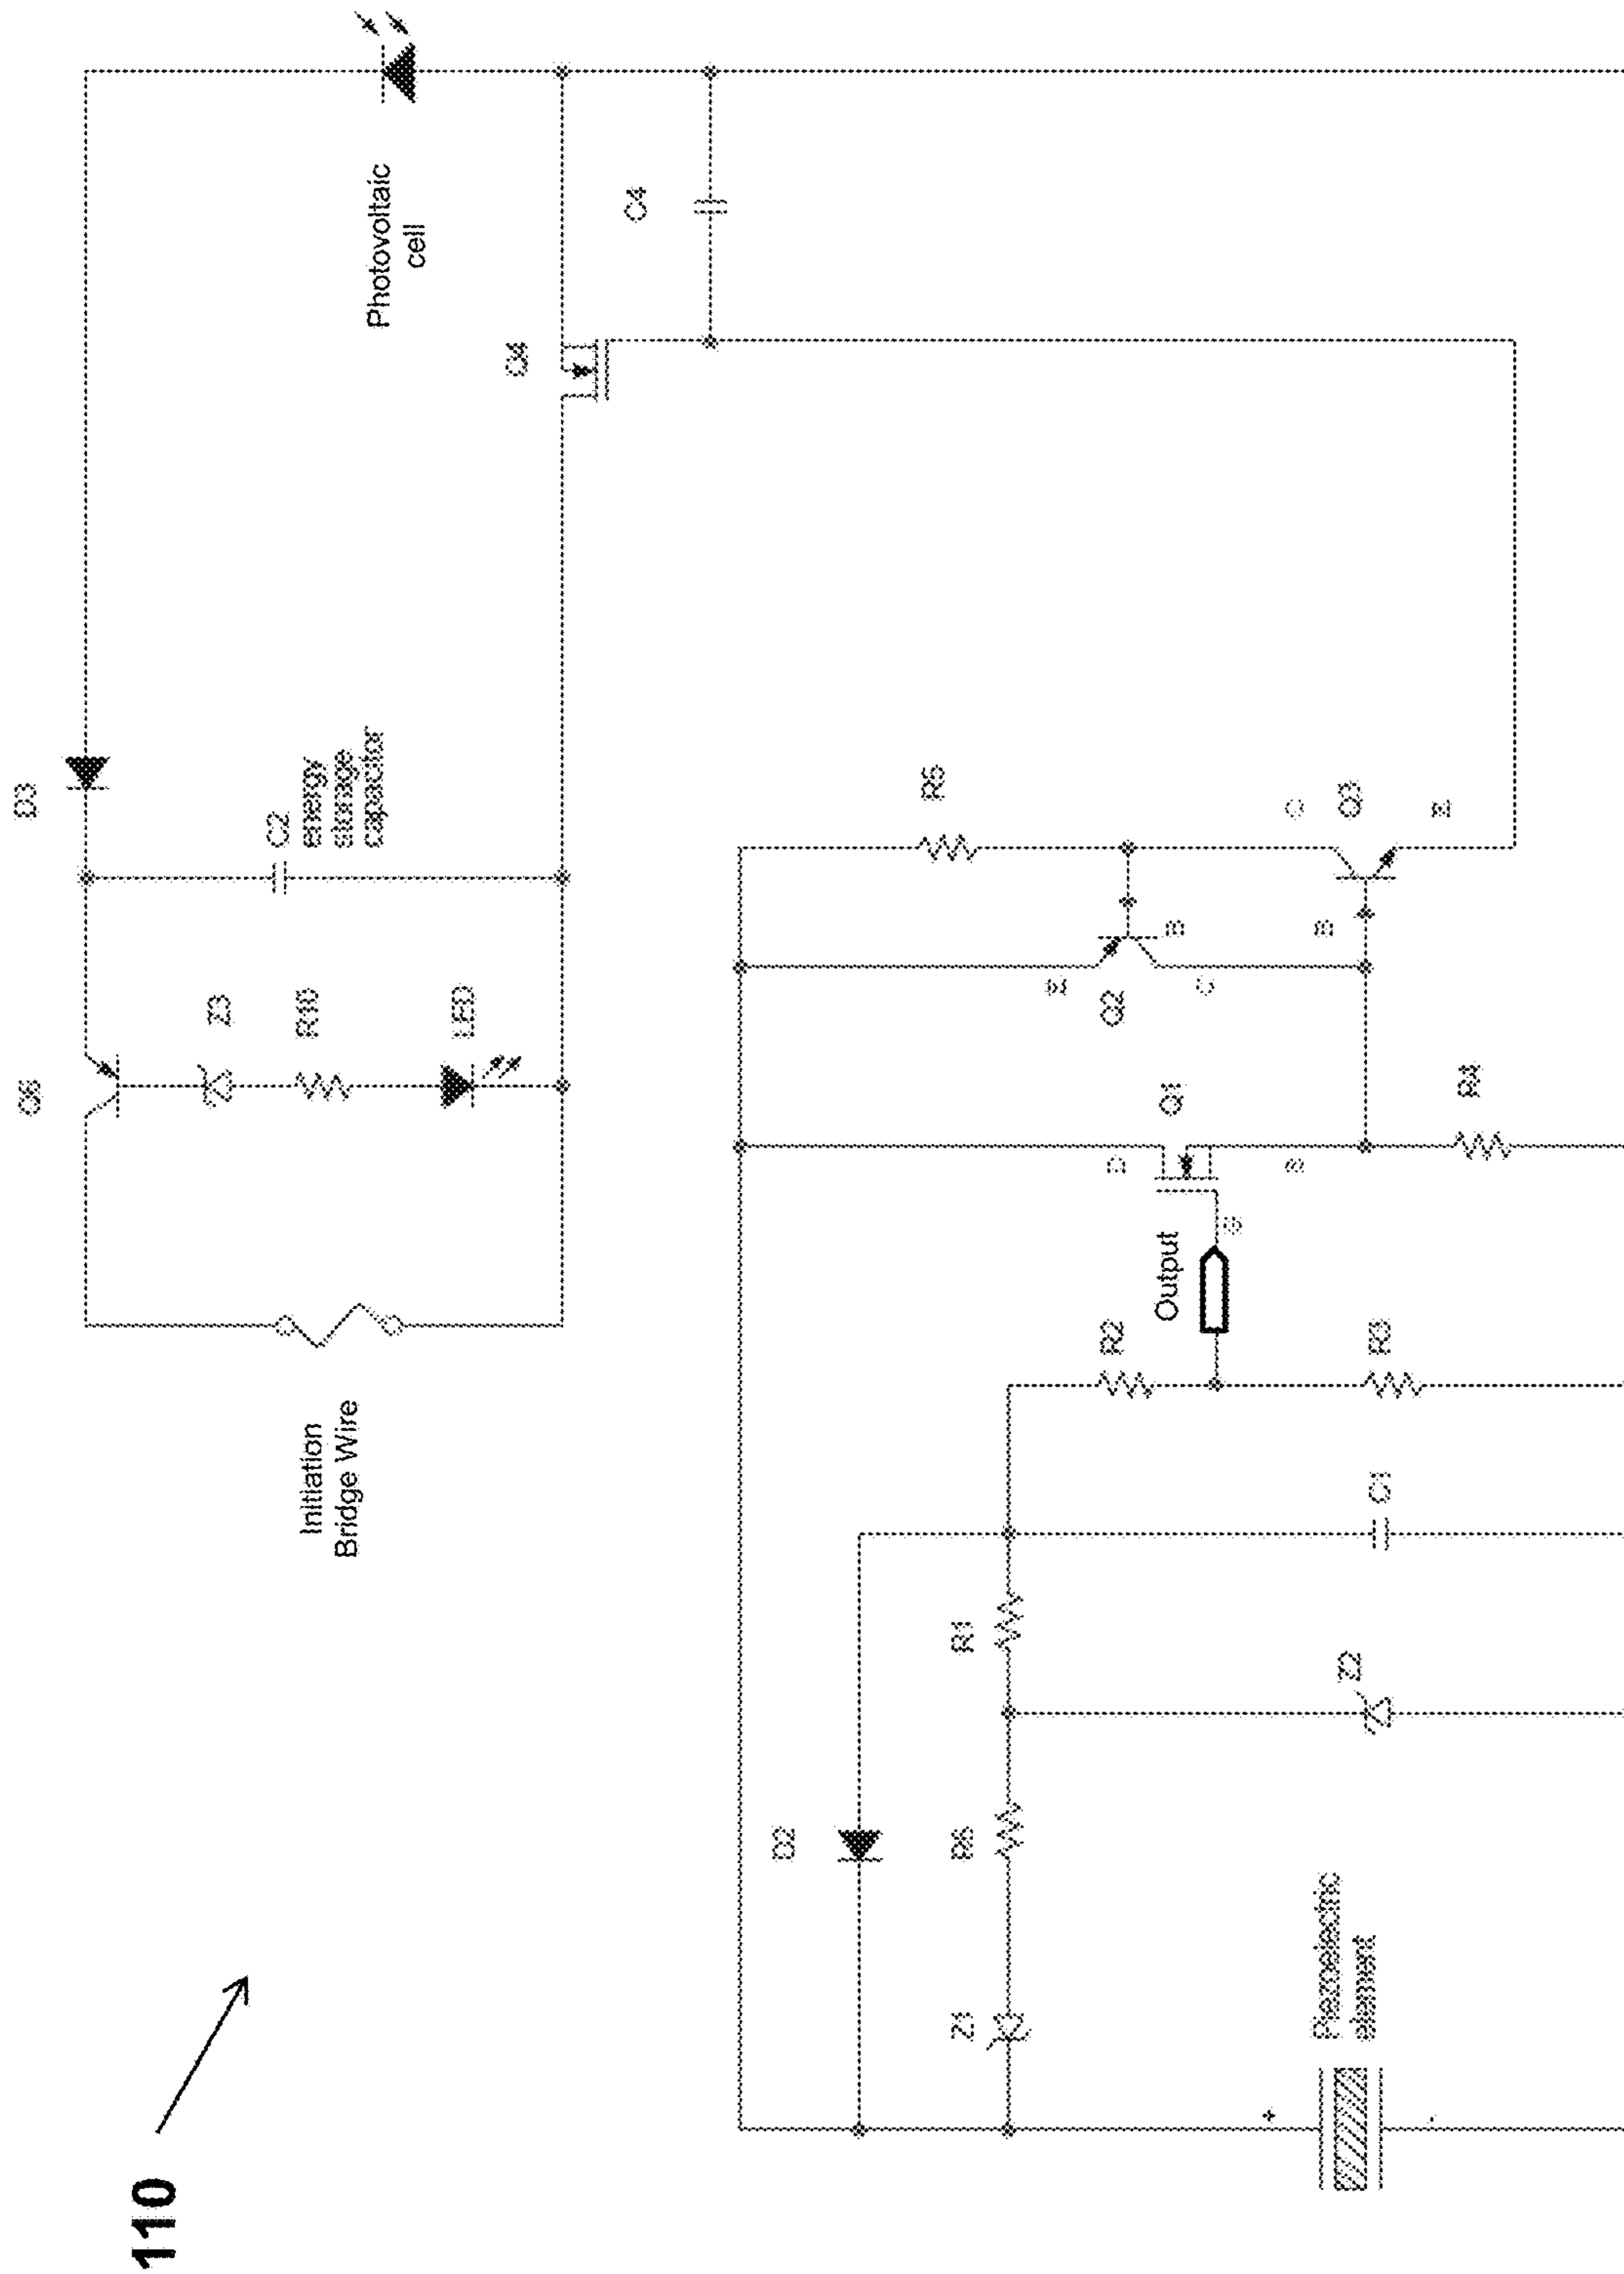 110
Initiation
Bridge Wire
Q5
D3
Z3
R10
LED
C2
energy
storage
capacitor
Photovoltaic
cell
Q4
C4
D2
Z1
R6
R1
Piezoelectric
element
+
-
Z2
C1
R2
R3
Output
G
D
Q1
S
R4
E
Q2
C
B
R5
B
C
Q3
E